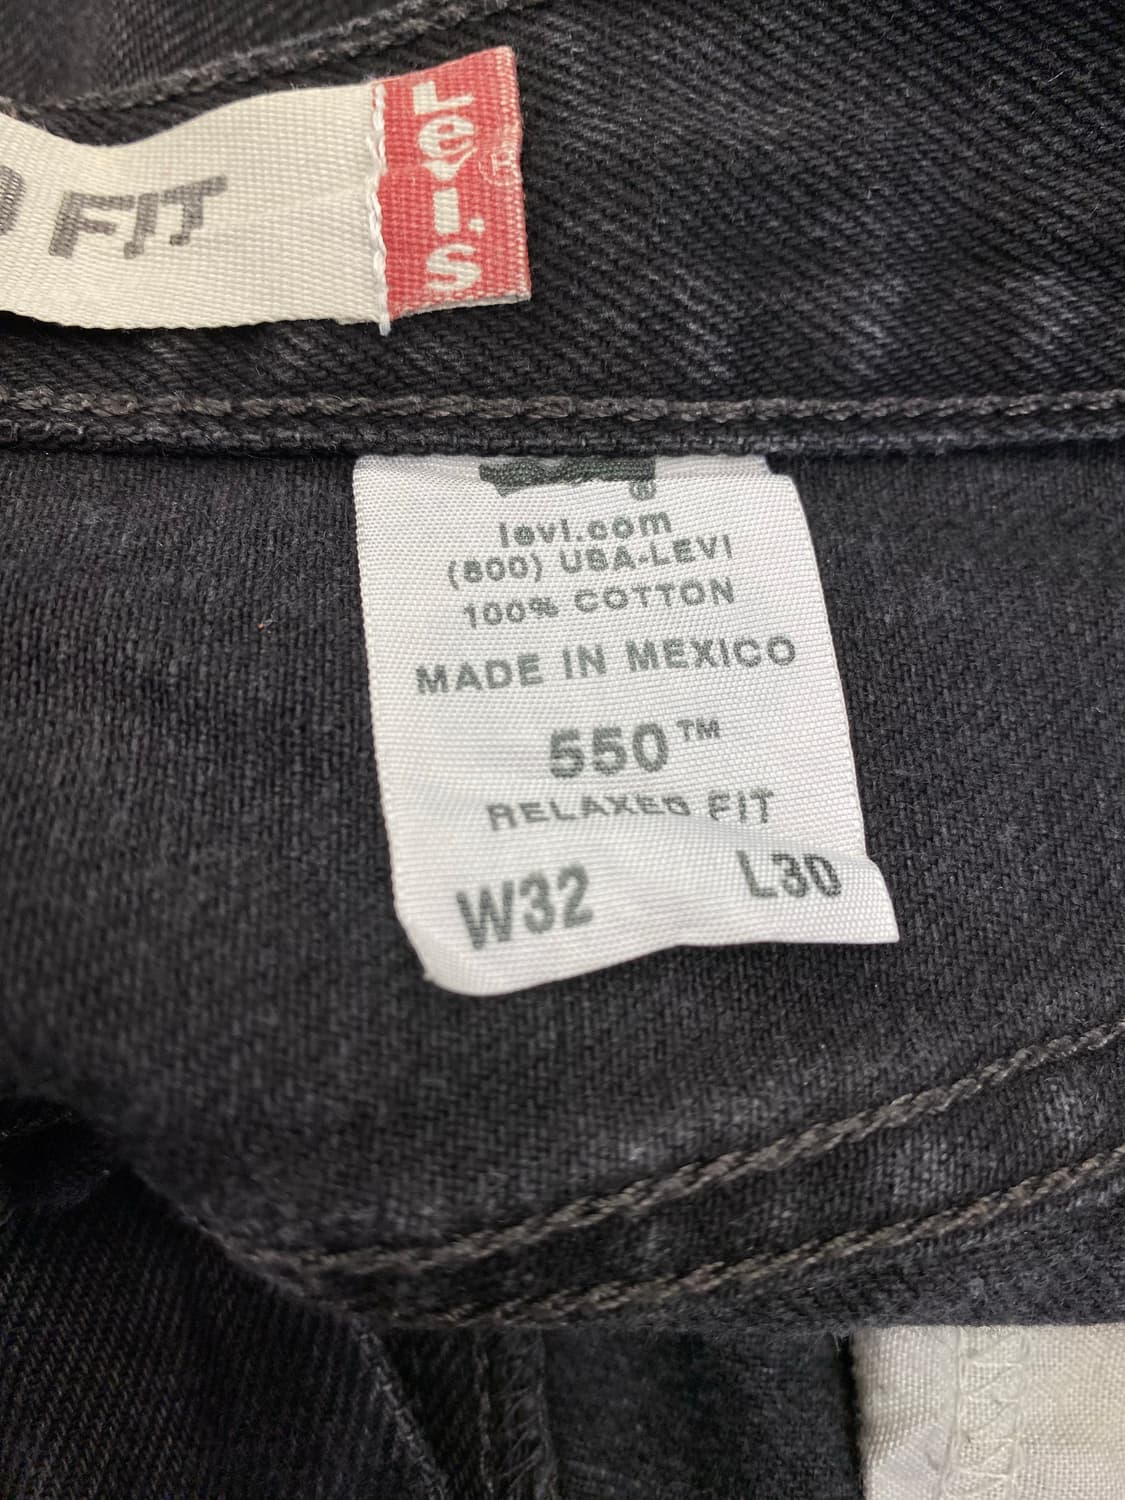 FIT
Levi's ®
®
levi.com
(800) USA-LEVI
100% COTTON
MADE IN MEXICO
550™
RELAXED FIT
W32 L30